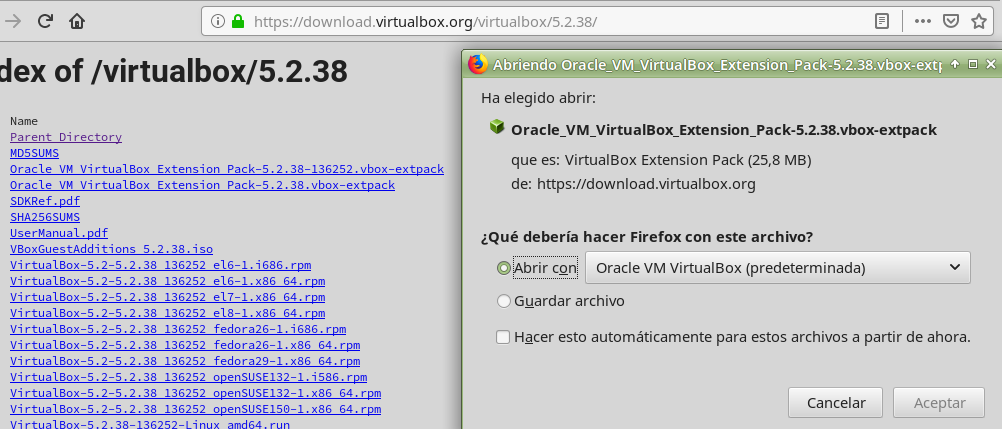 https://download.virtualbox.org/virtualbox/5.2.38/
dex of /virtualbox/5.2.38
Name
Parent Directory
MD5SUMS
Oracle VM VirtualBox Extension Pack-5.2.38-136252.vbox-extpack
Oracle VM VirtualBox Extension Pack-5.2.38.vbox-extpack
SDKRef.pdf
SHA256SUMS
UserManual.pdf
VBoxGuestAdditions 5.2.38.iso
VirtualBox-5.2-5.2.38 136252 el6-1.i686.rpm
VirtualBox-5.2-5.2.38 136252 el6-1.x86 64.rpm
VirtualBox-5.2-5.2.38 136252 el7-1.x86 64.rpm
VirtualBox-5.2-5.2.38 136252 el8-1.x86 64.rpm
VirtualBox-5.2-5.2.38 136252 fedora26-1.i686.rpm
VirtualBox-5.2-5.2.38 136252 fedora26-1.x86 64.rpm
VirtualBox-5.2-5.2.38 136252 fedora29-1.x86 64.rpm
VirtualBox-5.2-5.2.38 136252 openSUSE132-1.i586.rpm
VirtualBox-5.2-5.2.38 136252 openSUSE132-1.x86 64.rpm
VirtualBox-5.2-5.2.38 136252 openSUSE150-1.x86 64.rpm
VirtualBox-5.2.38-136252-Linux amd64.run
Abriendo Oracle_VM_VirtualBox_Extension_Pack-5.2.38.vbox-extp
Ha elegido abrir:
Oracle_VM_VirtualBox_Extension_Pack-5.2.38.vbox-extpack
que es: VirtualBox Extension Pack (25,8 MB)
de: https://download.virtualbox.org
¿Qué debería hacer Firefox con este archivo?
Abrir con
Oracle VM VirtualBox (predeterminada)
Guardar archivo
Hacer esto automáticamente para estos archivos a partir de ahora.
Cancelar
Aceptar